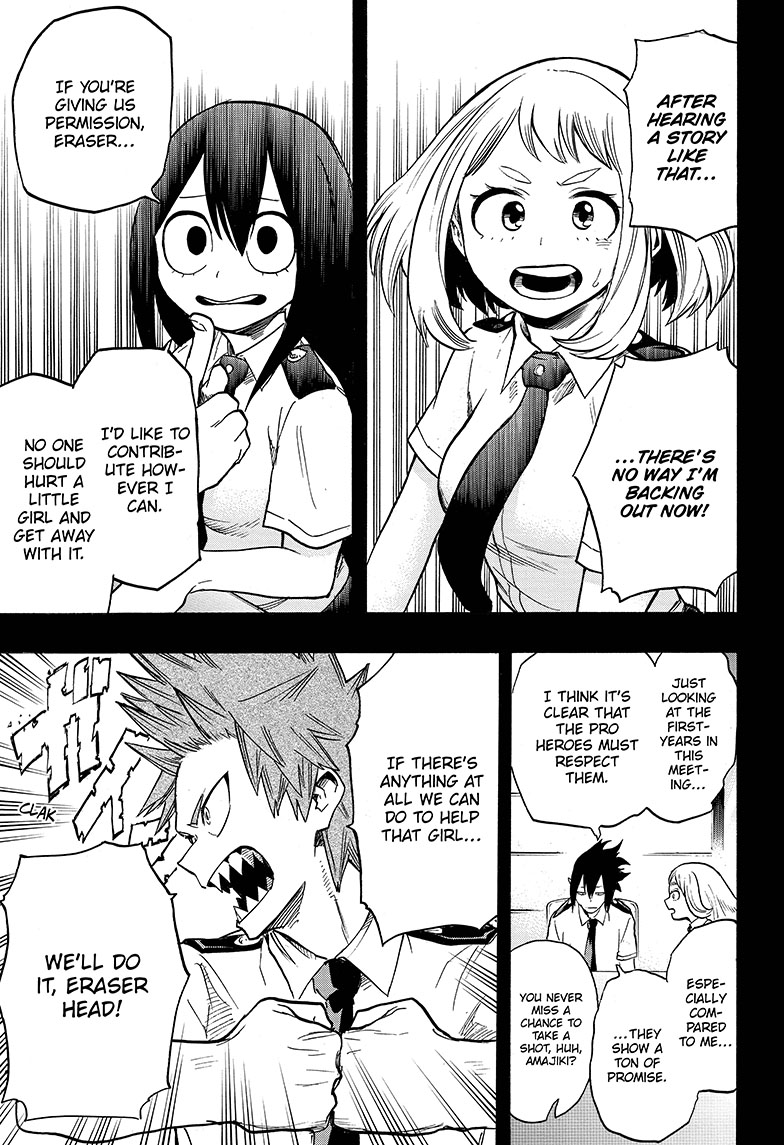 AFTER
HEARING
A STORY
LIKE
THAT...
...THERE'S
NO WAY I'M
BACKING
OUT NOW!
IF YOU'RE
GIVING US
PERMISSION,
ERASER...
I'D LIKE TO
CONTRIB-
UTE HOW-
EVER I
CAN.
NO ONE
SHOULD
HURT A
LITTLE
GIRL AND
GET AWAY
WITH IT.
JUST
LOOKING
AT THE
FIRST-
YEARS IN
THIS
MEET-
ING...
I THINK IT'S
CLEAR THAT
THE PRO
HEROES MUST
RESPECT
THEM.
ESPE-
CIALLY
COM-
PARED
TO ME...
...THEY
SHOW A
TON OF
PROMISE.
YOU NEVER
MISS A
CHANCE TO
TAKE A
SHOT, HUH,
AMAJIKI?
IF THERE'S
ANYTHING AT
ALL WE CAN
DO TO HELP
THAT GIRL...
CLAK
WE'LL DO
IT, ERASER
HEAD!